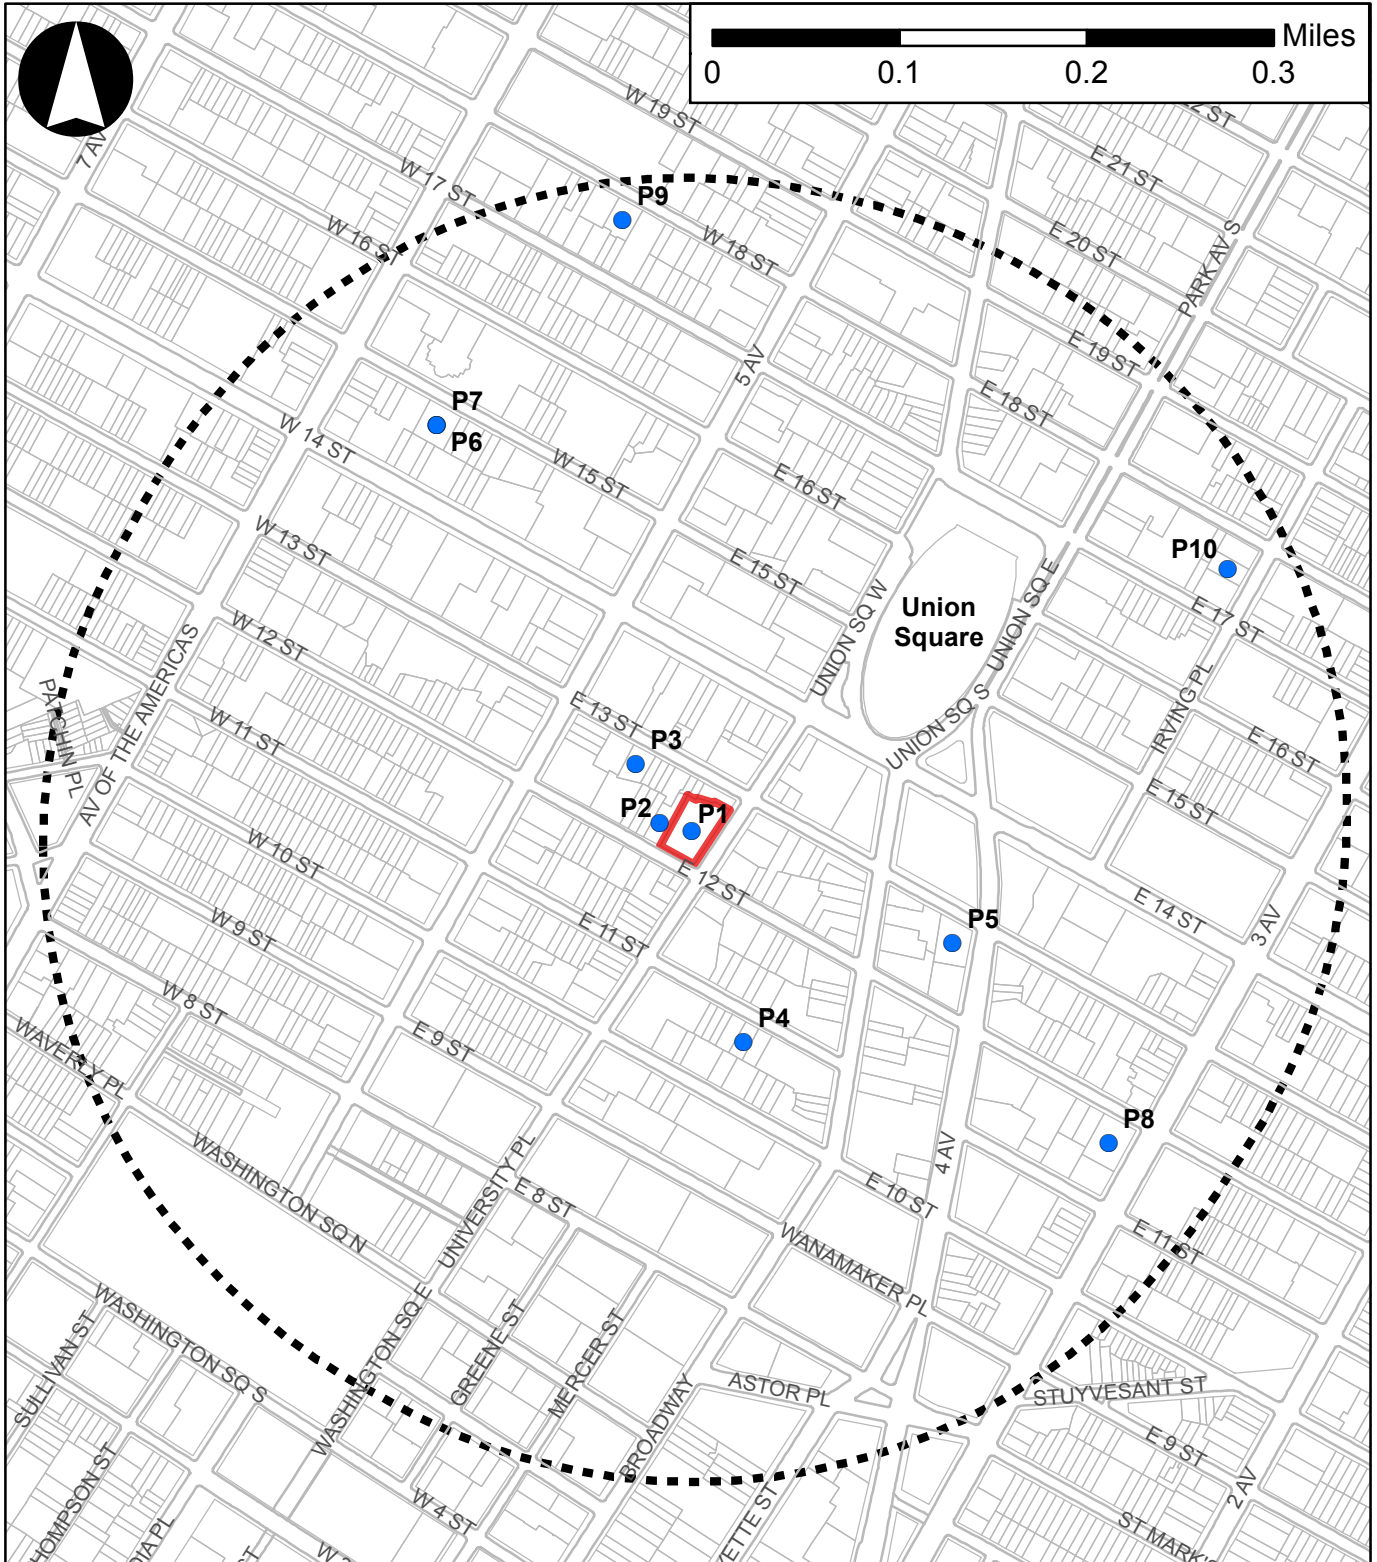 Miles
0 0.1 0.2 0.3
W 19 ST
7 AV
W 17 ST
E 21 ST
P9
W 16 ST
W 18 ST
E 20 ST
PARK AV S
5 AV
E 19 ST
P7
P6
E 18 ST
W 14 ST
W 15 ST
E 16 ST
W 13 ST
E 15 ST
P10
Union
Square
UNION SQ W
UNION SQ E
E 17 ST
W 12 ST
PATCHIN PL
AV OF THE AMERICAS
W 11 ST
E 13 ST
P3
UNION SQ S
IRVING PL
E 16 ST
E 15 ST
P2
P1
W 10 ST
E 12 ST
W 9 ST
E 11 ST
P5
E 14 ST
3 AV
W 8 ST
P4
E 9 ST
WAVERLY PL
P8
4 AV
WASHINGTON SQ N
UNIVERSITY PL
E 8 ST
E 10 ST
WANAMAKER PL
E 11 ST
WASHINGTON SQ S
SULLIVAN ST
WASHINGTON SQ E
GREENE ST
MERCER ST
BROADWAY
ASTOR PL
STUYVESANT ST
E 9 ST
2 AV
W 4 ST
ST MARK'S